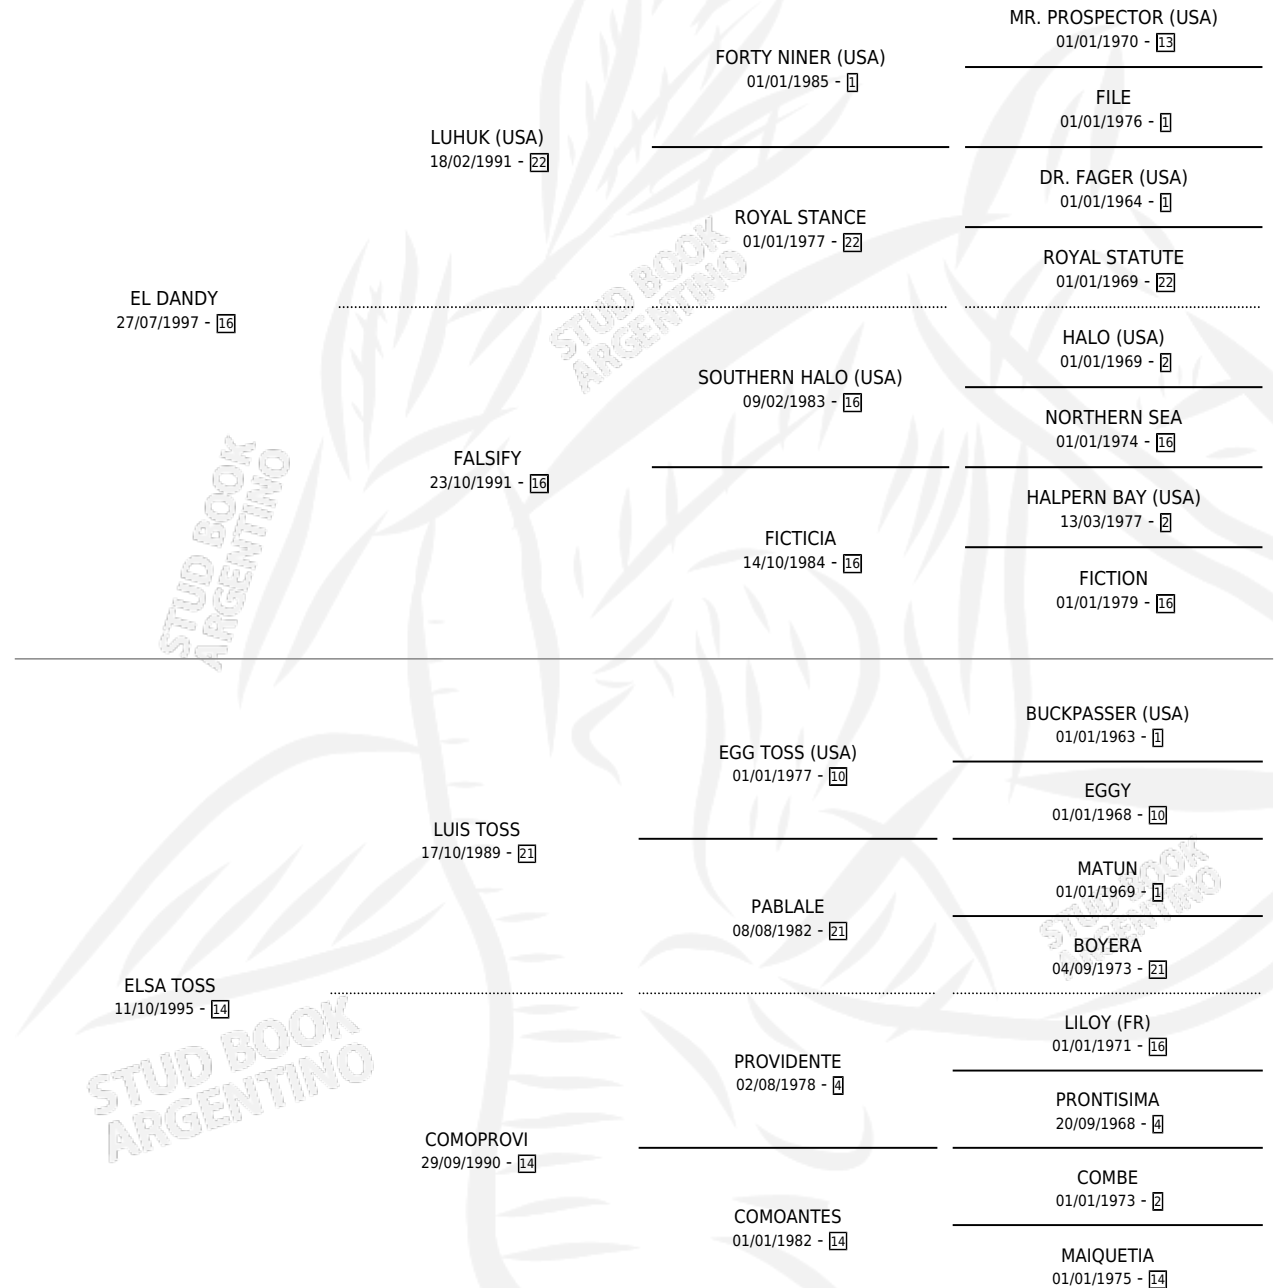 MR. PROSPECTOR (USA)
01/01/1970 - 13
FORTY NINER (USA)
01/01/1985 - 1
FILE
01/01/1976 - 1
LUHUK (USA)
18/02/1991 - 22
DR. FAGER (USA)
01/01/1964 - 1
ROYAL STANCE
01/01/1977 - 22
ROYAL STATUTE
01/01/1969 - 22
EL DANDY
27/07/1997 - 16
STUD BOOK
ARGENTINO
HALO (USA)
01/01/1969 - 2
SOUTHERN HALO (USA)
09/02/1983 - 16
NORTHERN SEA
01/01/1974 - 16
FALSIFY
23/10/1991 - 16
STUD BOOK
ARGENTINO
HALPERN BAY (USA)
13/03/1977 - 2
FICTICIA
14/10/1984 - 16
FICTION
01/01/1979 - 16
BUCKPASSER (USA)
01/01/1963 - 1
EGG TOSS (USA)
01/01/1977 - 10
EGGY
01/01/1968 - 10
LUIS TOSS
17/10/1989 - 21
MATUN
01/01/1969 - 1
STUD BOOK
ARGENTINO
PABLALE
08/08/1982 - 21
BOYERA
04/09/1973 - 21
ELSA TOSS
11/10/1995 - 14
STUD BOOK
ARGENTINO
LILOY (FR)
01/01/1971 - 16
PROVIDENTE
02/08/1978 - 4
PRONTISIMA
20/09/1968 - 4
COMOPROVI
29/09/1990 - 14
COMBE
01/01/1973 - 2
COMOANTES
01/01/1982 - 14
MAIQUETIA
01/01/1975 - 14